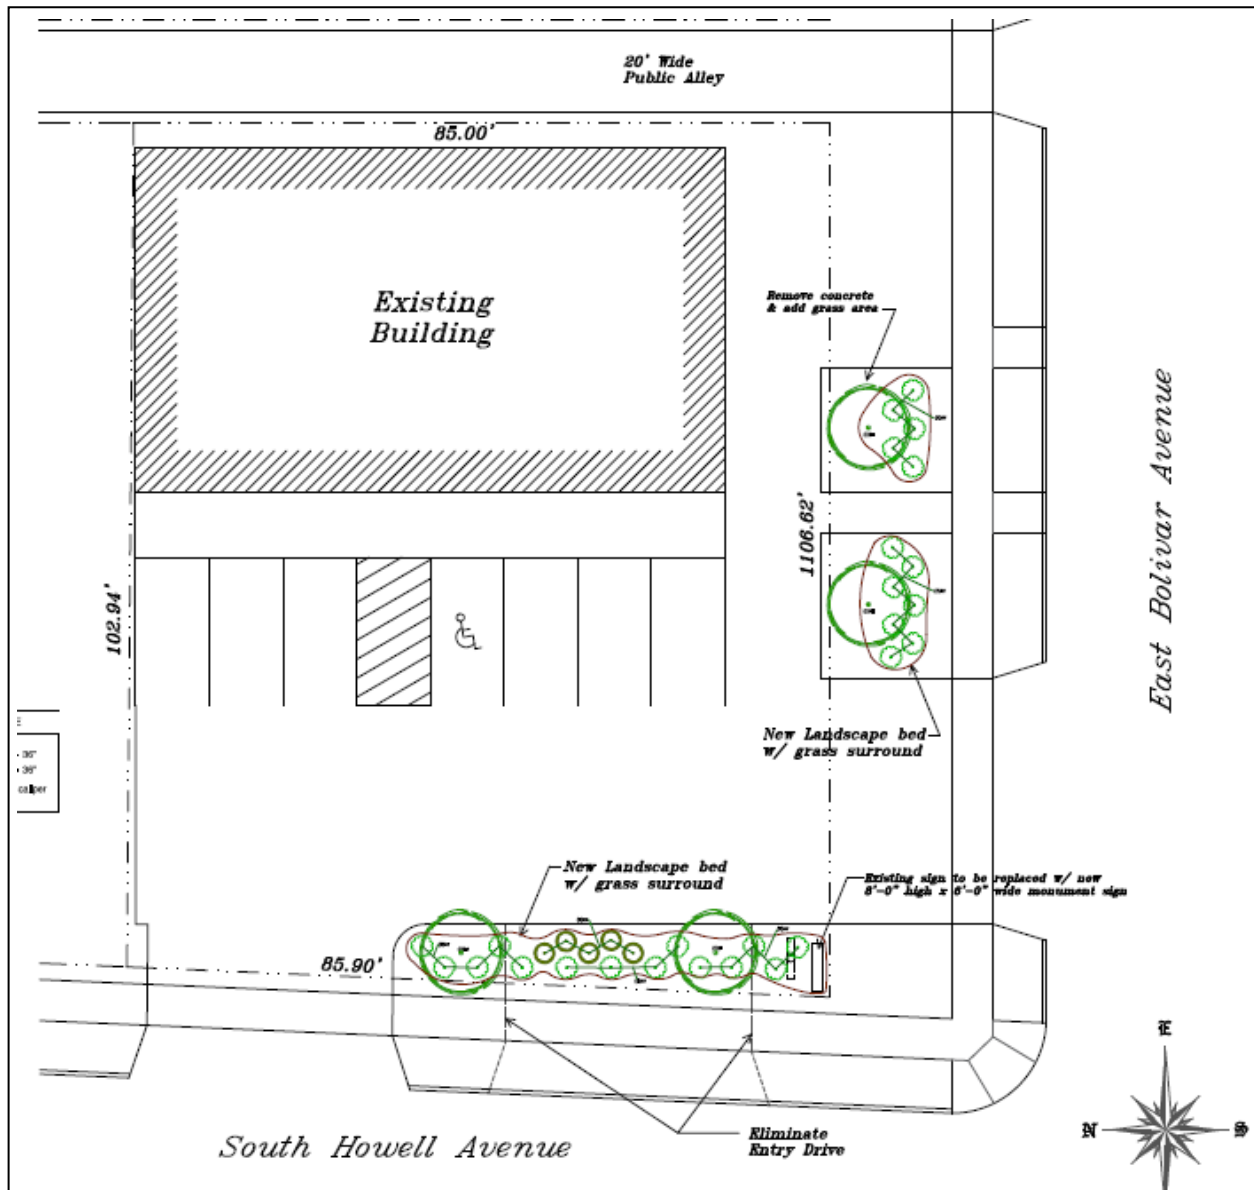 20' Wide
Public Alley
85.00'
Existing
Building
Remove concrete
& add grass area
1106.62'
102.94'
East Bolivar Avenue
New Landscape bed
w/ grass surround
36"
36"
caliper
New Landscape bed
w/ grass surround
Existing sign to be replaced w/ new
8'-0" high x 6'-0" wide monument sign
85.90'
South Howell Avenue
Eliminate
Entry Drive
E
N
S